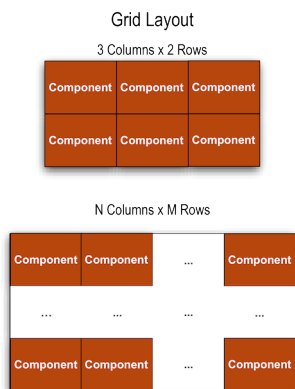 Grid Layout
3 Columns x 2 Rows
Component Component Component
Component Component Component
N Columns x M Rows
Component Component ... Component
... ... ... ...
Component Component ... Component